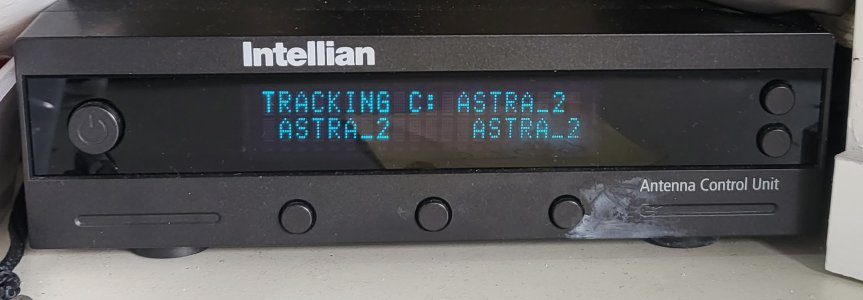 Intellian
TRACKING C: ASTRA_2
ASTRA_2 ASTRA_2
Antenna Control Unit